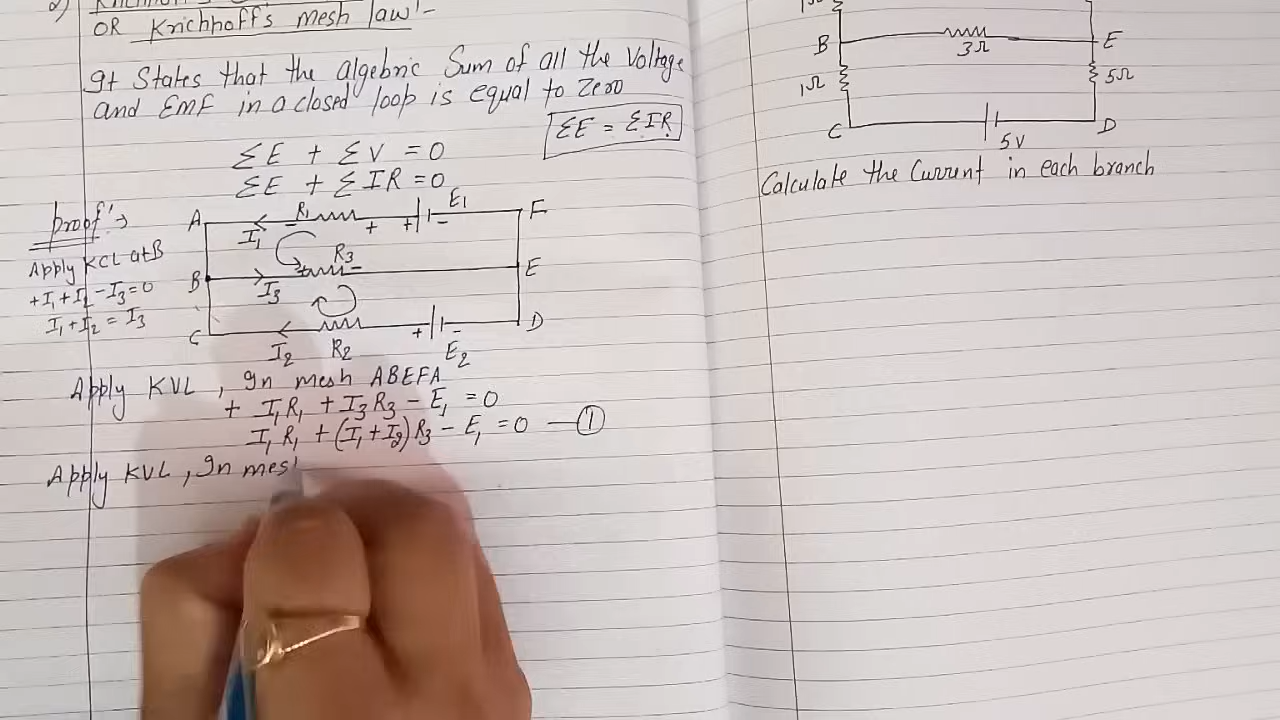 2)
OR Krichhoff's mesh law:-
It States that the algebric Sum of all the Voltage
and EMF in a closed loop is equal to Zero
ΣE = ΣIR
ΣE + ΣV = 0
ΣE + ΣIR = 0
Proof:→
Apply KCL at B
+I₁+I₂-I₃=0
I₁+I₂ = I₃
A I₁ R₁ + + - E₁ F
B I₃ R₃ E
C I₂ R₂ + - E₂ D
Apply KVL, In mesh ABEFA
+ I₁R₁ + I₃R₃ - E₁ = 0
I₁R₁ + (I₁+I₂)R₃ - E₁ = 0 —①
Apply KVL, In mes
B 3Ω E
1Ω 5Ω
C 5V D
Calculate the Current in each branch